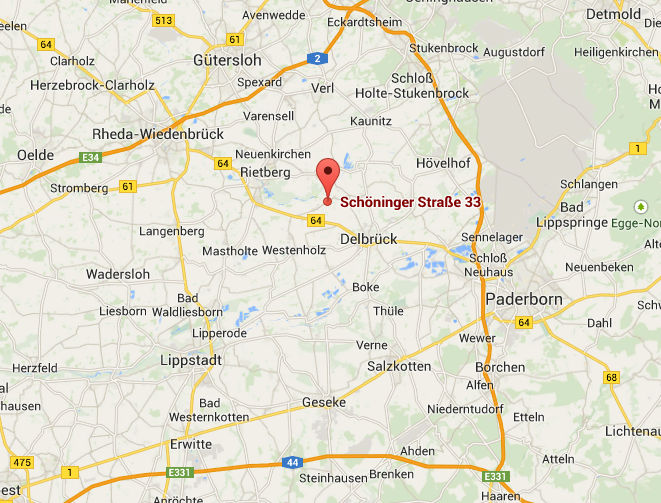 Avenwedde
Eckardtsheim
Detmold
513
Clarholz
64
61
Gütersloh
2
Stukenbrock
Augustdorf
Heiligenkirchen
Herzebrock-Clarholz
Spexard
Verl
Schloß
Holte-Stukenbrock
Varensell
Kaunitz
Rheda-Wiedenbrück
Oelde
E34
64
Neuenkirchen
Rietberg
Hövelhof
1
Stromberg
61
Schlangen
Schöninger Straße 33
64
Bad
Lippspringe
Egge-No
Langenberg
Mastholte
Westenholz
Delbrück
Sennelager
Schloß
Neuhaus
Neuenbeken
Wadersloh
Boke
Bad
Waldliesborn
Liesborn
Thüle
Paderborn
64
Dahl
Lipperode
Verne
Wewer
Lippstadt
Salzkotten
Borchen
Herzfeld
68
Alfen
Bad
Westernkotten
Geseke
Niederntudorf
Etteln
Lichtenau
Erwitte
Ahden
Atteln
475
1
E331
44
Steinhausen
Brenken
E331
Haaren